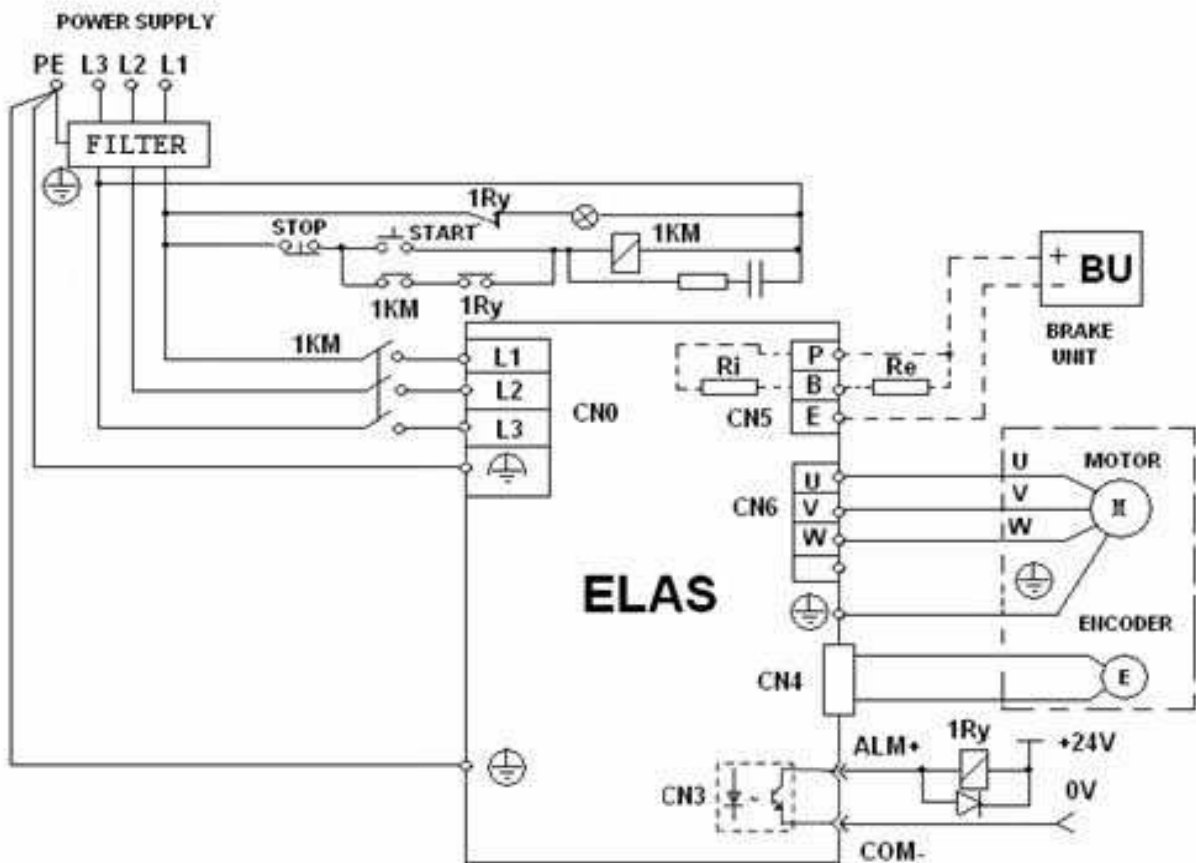 POWER SUPPLY
PE L3 L2 L1
FILTER
1Ry
STOP
START
1KM
1KM
1Ry
1KM
+ BU
-
BRAKE
UNIT
L1
L2
L3
CN0
Ri
P
B
E
CN5
Re
U
V
W
CN6
U
V
W
MOTOR
M
ELAS
ENCODER
E
CN4
ALM+
1Ry
+24V
CN3
0V
COM-